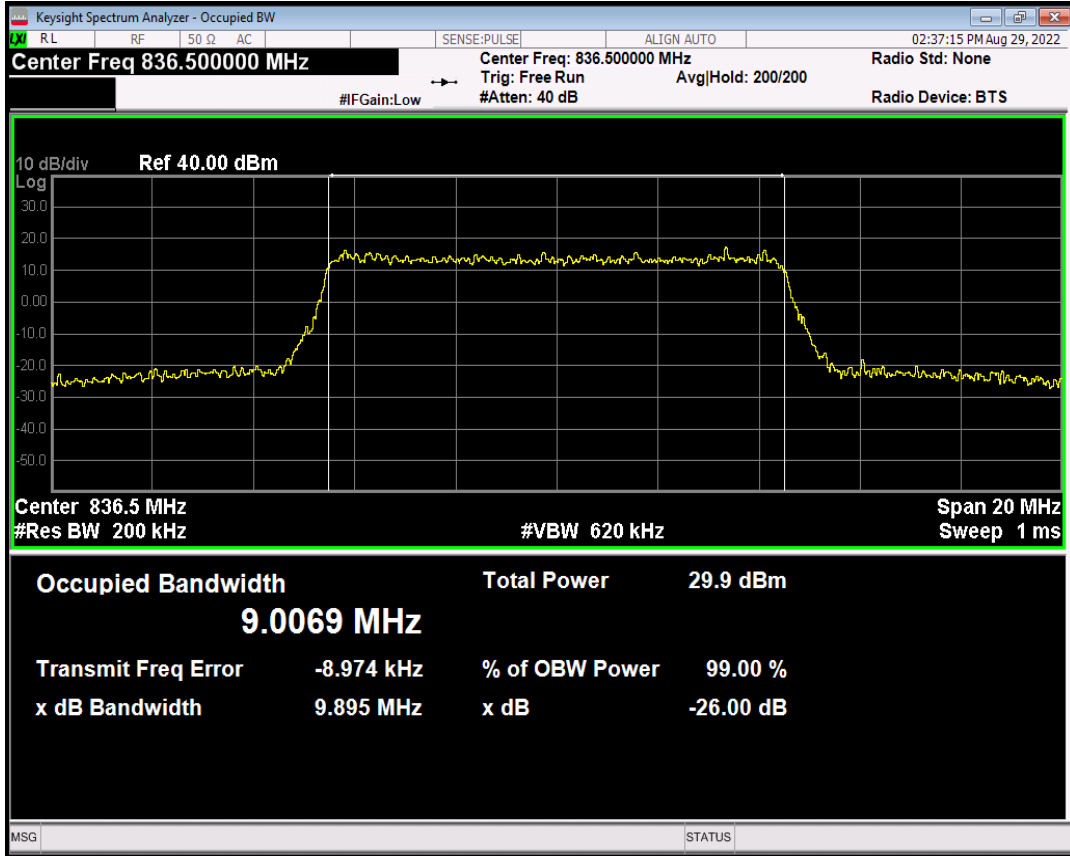 Keysight Spectrum Analyzer - Occupied BW
LXI RL RF 50 Ω AC SENSE:PULSE ALIGN AUTO 02:37:15 PM Aug 29, 2022
Center Freq 836.500000 MHz
Center Freq: 836.500000 MHz
Radio Std: None
Trig: Free Run Avg|Hold: 200/200
#IFGain:Low
#Atten: 40 dB
Radio Device: BTS
10 dB/div Ref 40.00 dBm
Log
30.0
20.0
10.0
0.00
-10.0
-20.0
-30.0
-40.0
-50.0
Center 836.5 MHz Span 20 MHz
#Res BW 200 kHz #VBW 620 kHz Sweep 1 ms
Occupied Bandwidth Total Power 29.9 dBm
9.0069 MHz
Transmit Freq Error -8.974 kHz % of OBW Power 99.00 %
x dB Bandwidth 9.895 MHz x dB -26.00 dB
MSG STATUS